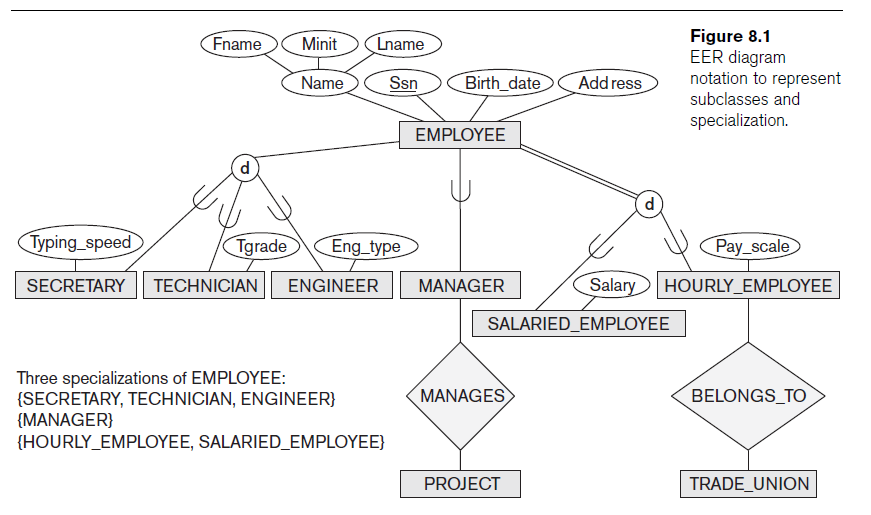 Figure 8.1
EER diagram
notation to represent
subclasses and
specialization.
Fname Minit Lname
Name Ssn Birth_date Address
EMPLOYEE
d
d
Typing_speed Tgrade Eng_type Pay_scale
SECRETARY TECHNICIAN ENGINEER MANAGER Salary HOURLY_EMPLOYEE
SALARIED_EMPLOYEE
Three specializations of EMPLOYEE:
{SECRETARY, TECHNICIAN, ENGINEER}
{MANAGER}
{HOURLY_EMPLOYEE, SALARIED_EMPLOYEE}
MANAGES BELONGS_TO
PROJECT TRADE_UNION